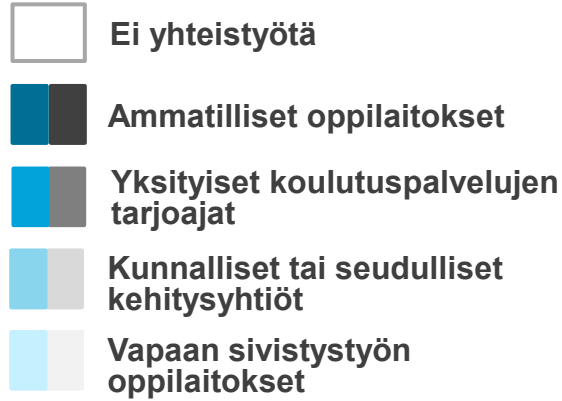 Ei yhteistyötä
Ammatilliset oppilaitokset
Yksityiset koulutuspalvelujen
tarjoajat
Kunnalliset tai seudulliset
kehitysyhtiöt
Vapaan sivistystyön
oppilaitokset